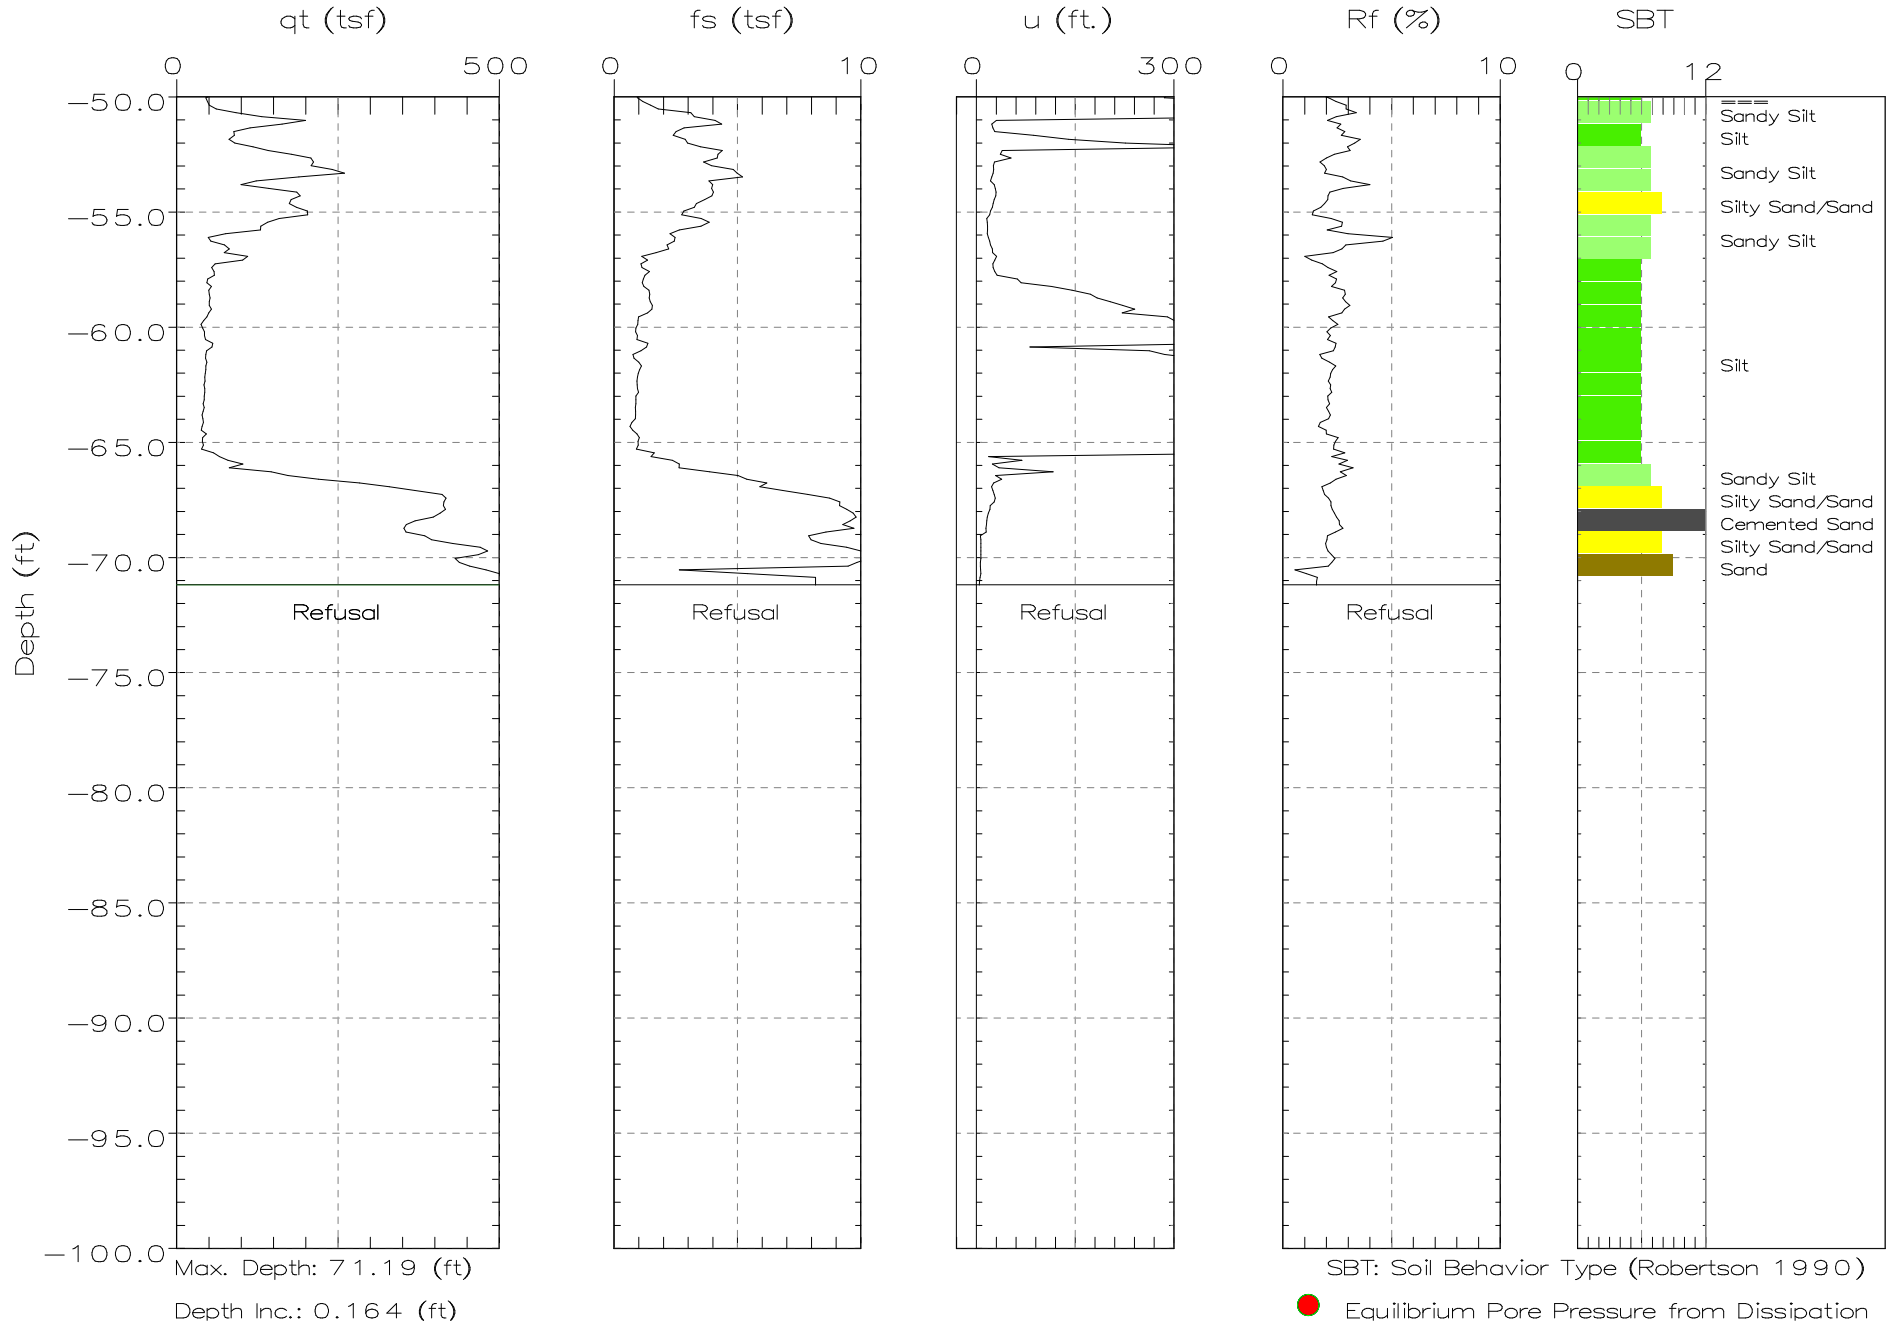 qt (tsf) fs (tsf) u (ft.) Rf (%) SBT
0 500 0 10 0 300 0 10 0 12
-50.0
===
Sandy Silt
Silt
Sandy Silt
Silty Sand/Sand
-55.0
Sandy Silt
-60.0
Silt
-65.0
Sandy Silt
Silty Sand/Sand
Cemented Sand
Silty Sand/Sand
-70.0
Sand
Depth (ft)
Refusal Refusal Refusal Refusal
-75.0
-80.0
-85.0
-90.0
-95.0
-100.0
Max. Depth: 71.19 (ft) SBT: Soil Behavior Type (Robertson 1990)
Depth Inc.: 0.164 (ft) Equilibrium Pore Pressure from Dissipation